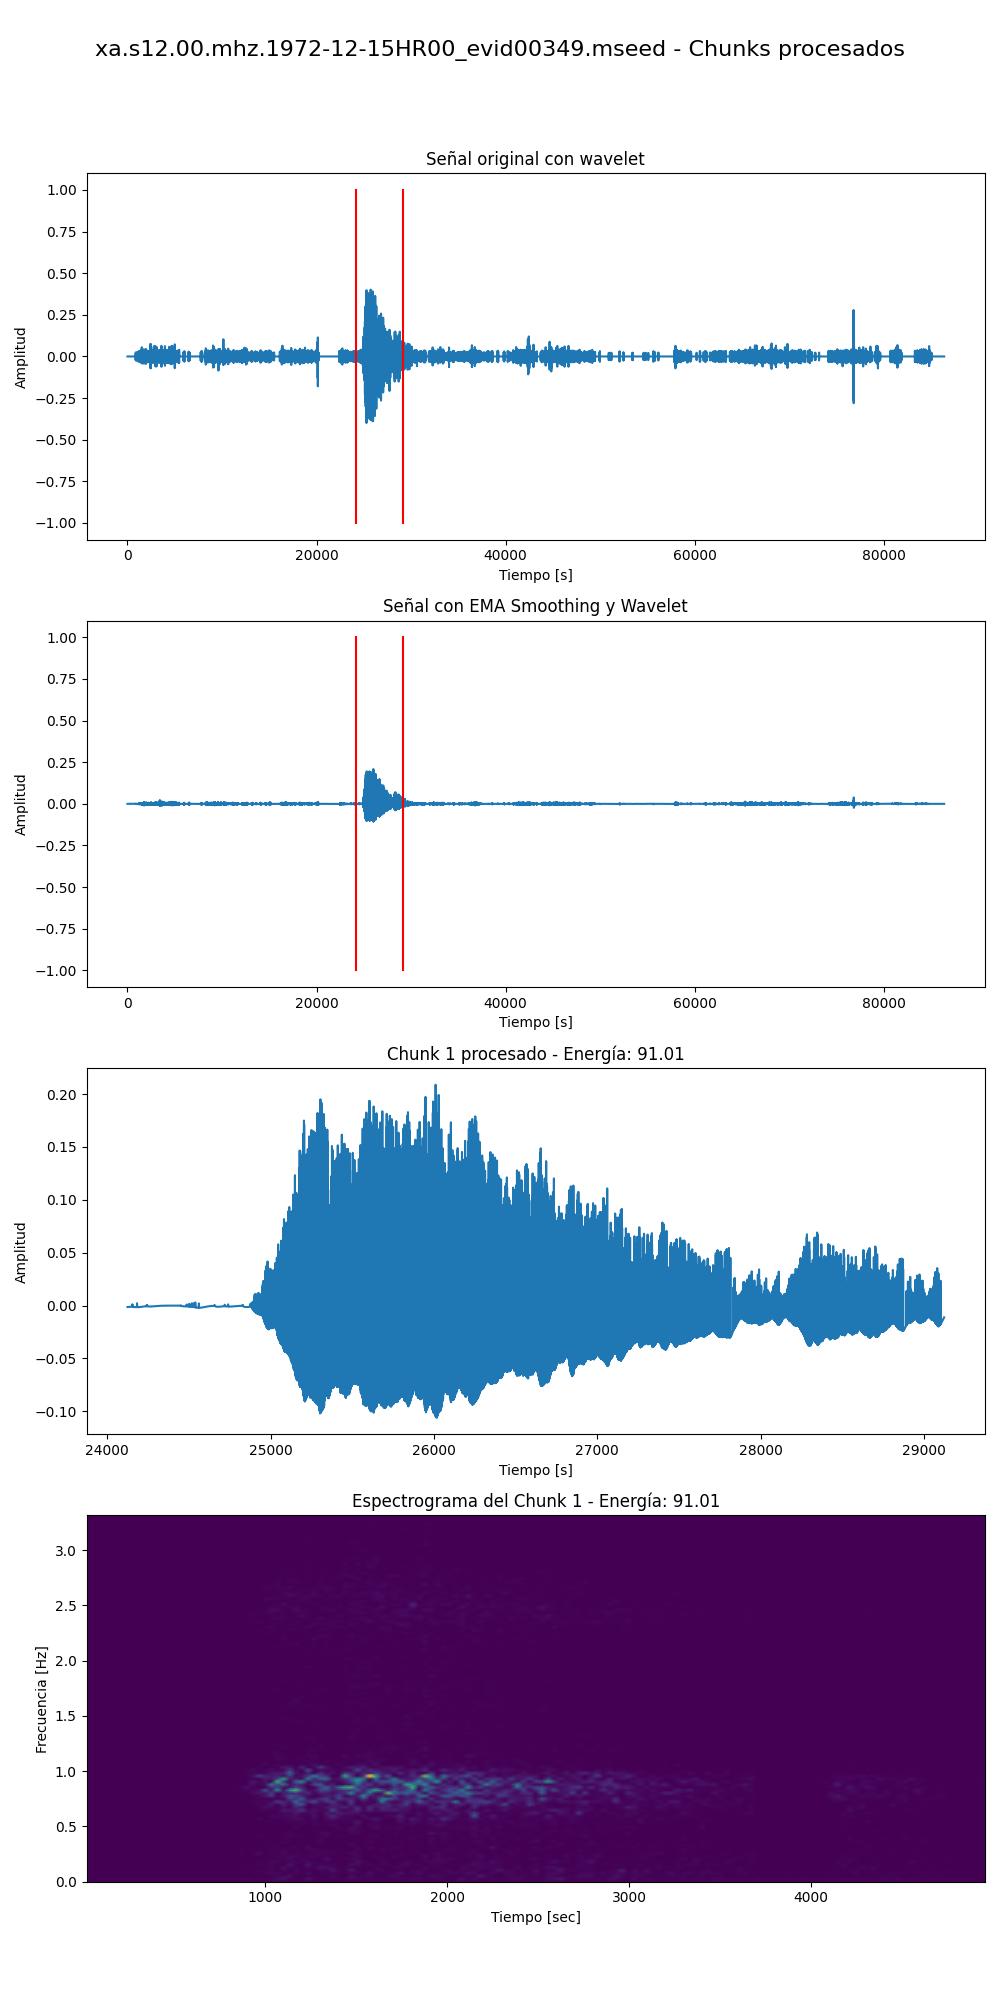 xa.s12.00.mhz.1972-12-15HR00_evid00349.mseed - Chunks procesados
Señal original con wavelet
1.00
0.75
0.50
0.25
0.00
−0.25
−0.50
−0.75
−1.00
Amplitud
0 20000 40000 60000 80000
Tiempo [s]
Señal con EMA Smoothing y Wavelet
1.00
0.75
0.50
0.25
0.00
−0.25
−0.50
−0.75
−1.00
Amplitud
0 20000 40000 60000 80000
Tiempo [s]
Chunk 1 procesado - Energía: 91.01
0.20
0.15
0.10
0.05
0.00
−0.05
−0.10
Amplitud
24000 25000 26000 27000 28000 29000
Tiempo [s]
Espectrograma del Chunk 1 - Energía: 91.01
3.0
2.5
2.0
1.5
1.0
0.5
0.0
Frecuencia [Hz]
1000 2000 3000 4000
Tiempo [sec]